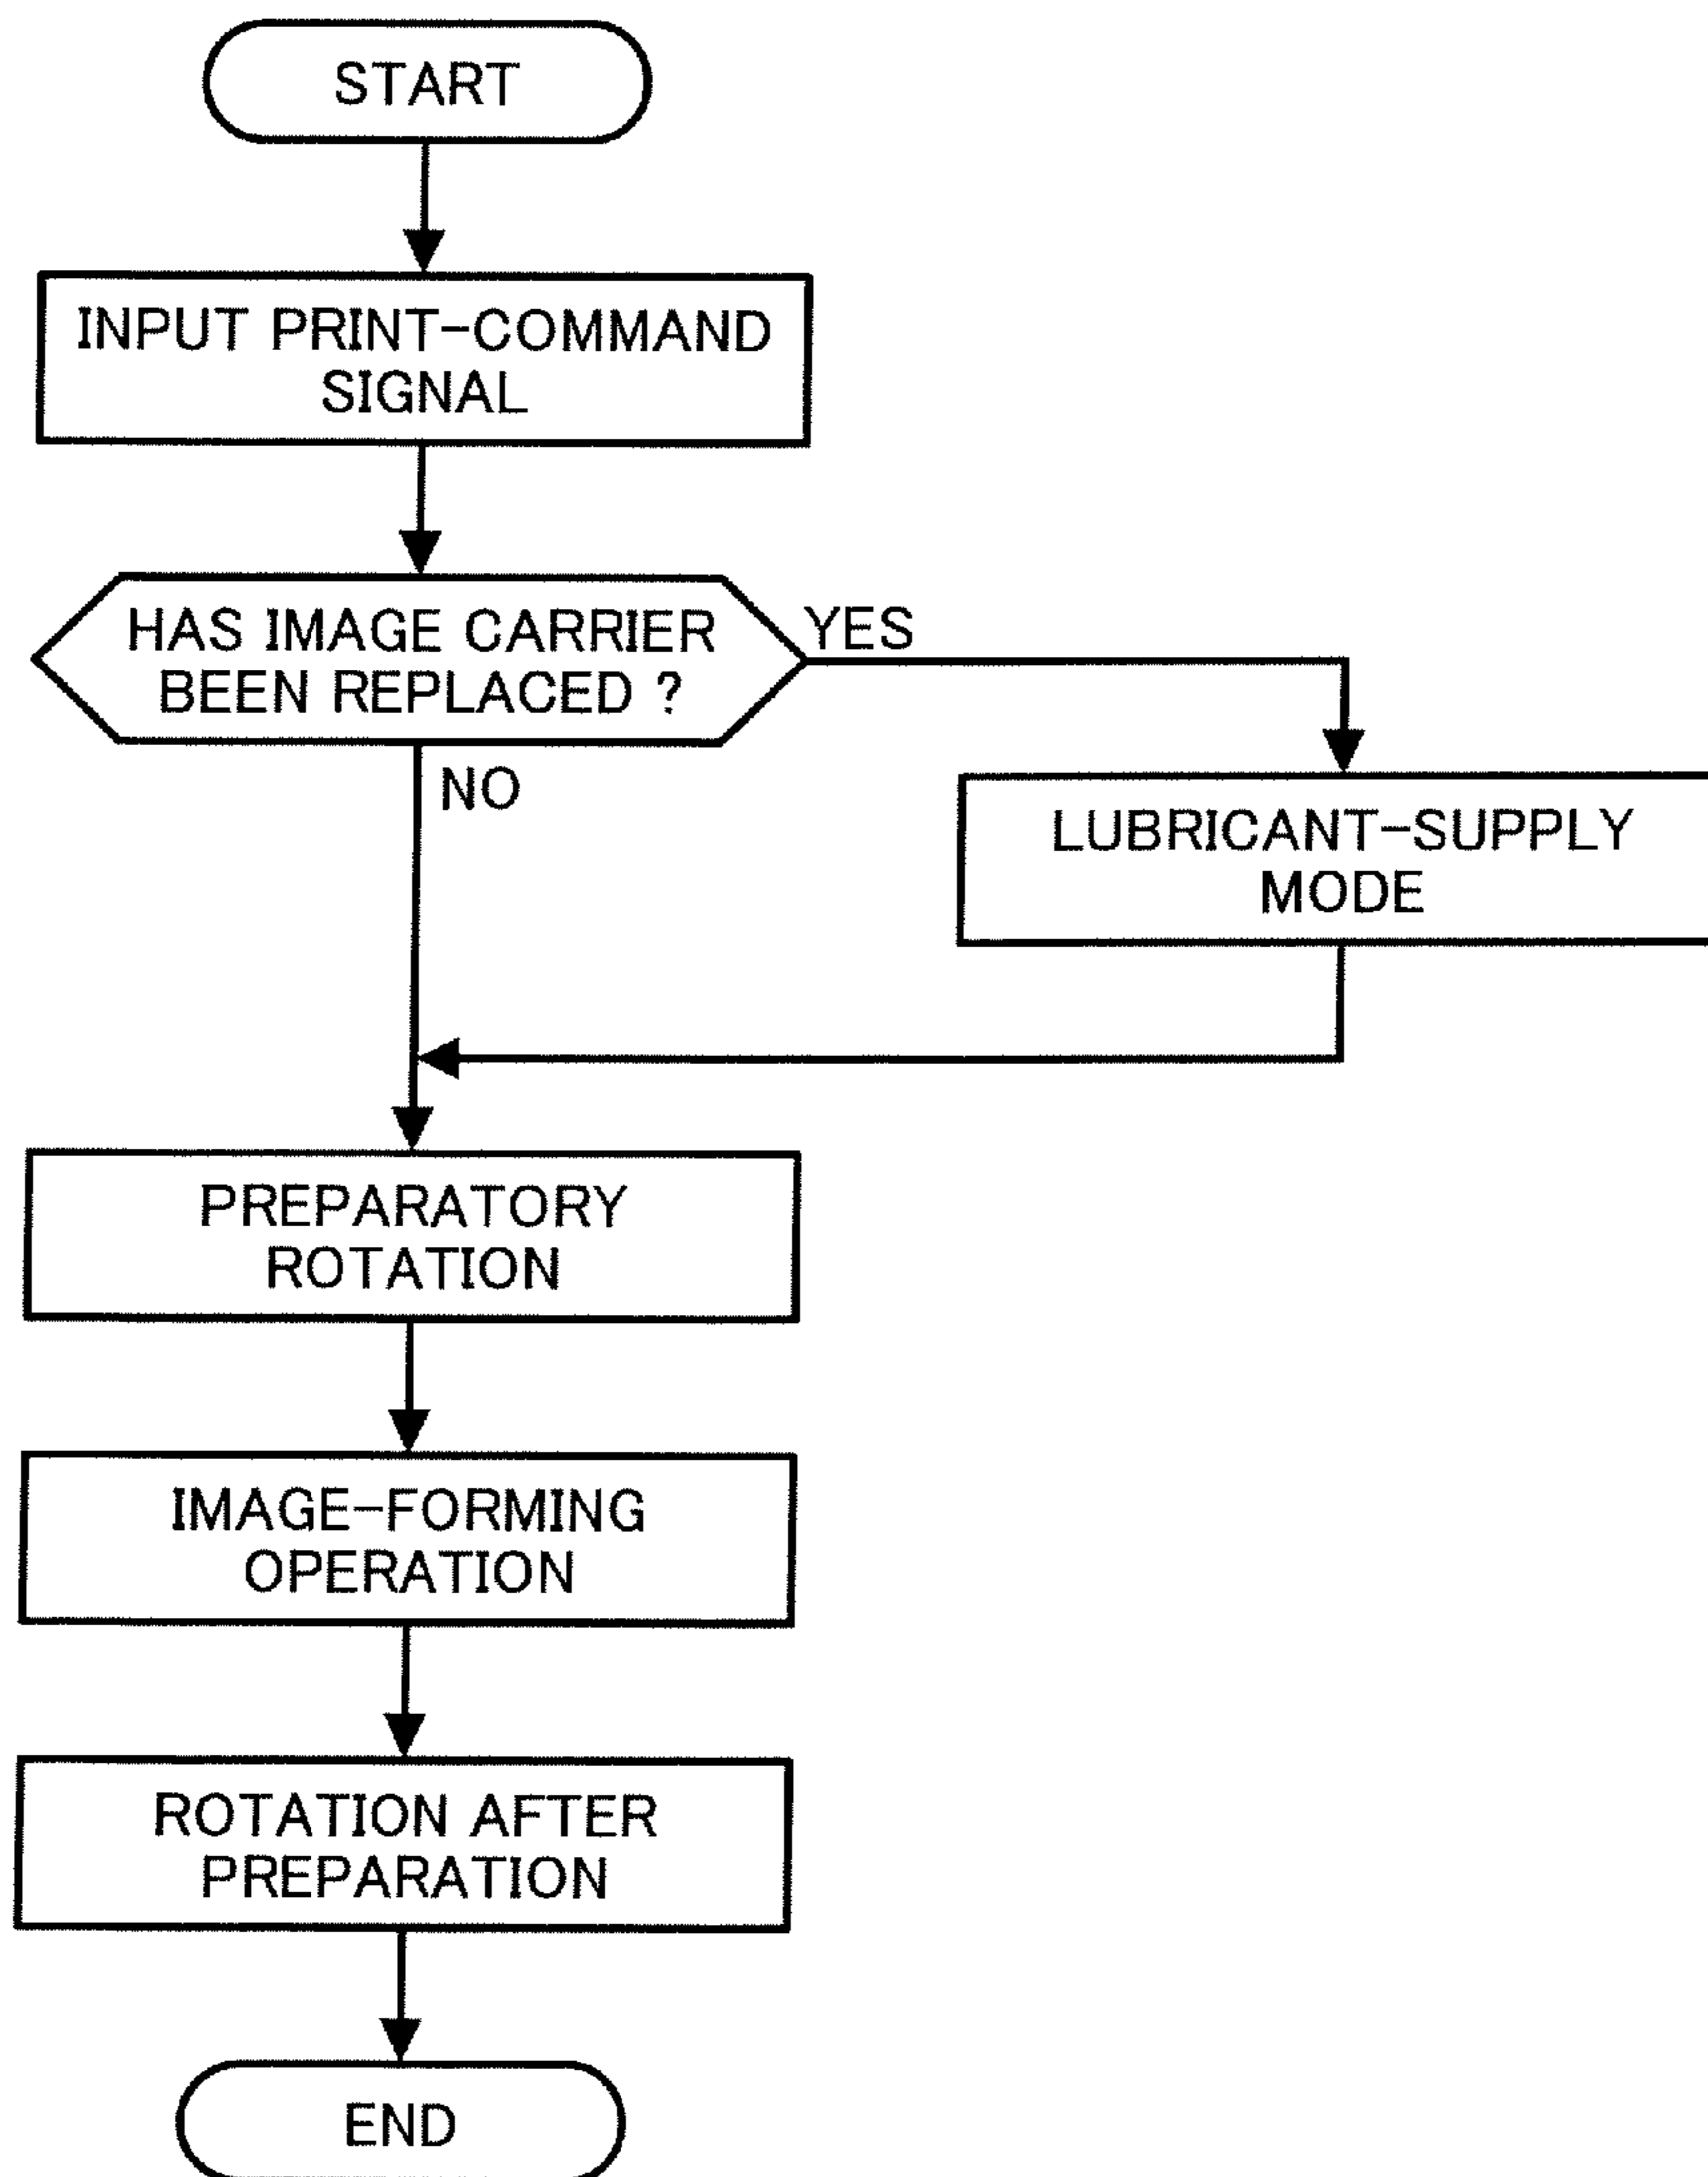 START
INPUT PRINT-COMMAND
SIGNAL
HAS IMAGE CARRIER
BEEN REPLACED ?
YES
NO
LUBRICANT-SUPPLY
MODE
PREPARATORY
ROTATION
IMAGE-FORMING
OPERATION
ROTATION AFTER
PREPARATION
END